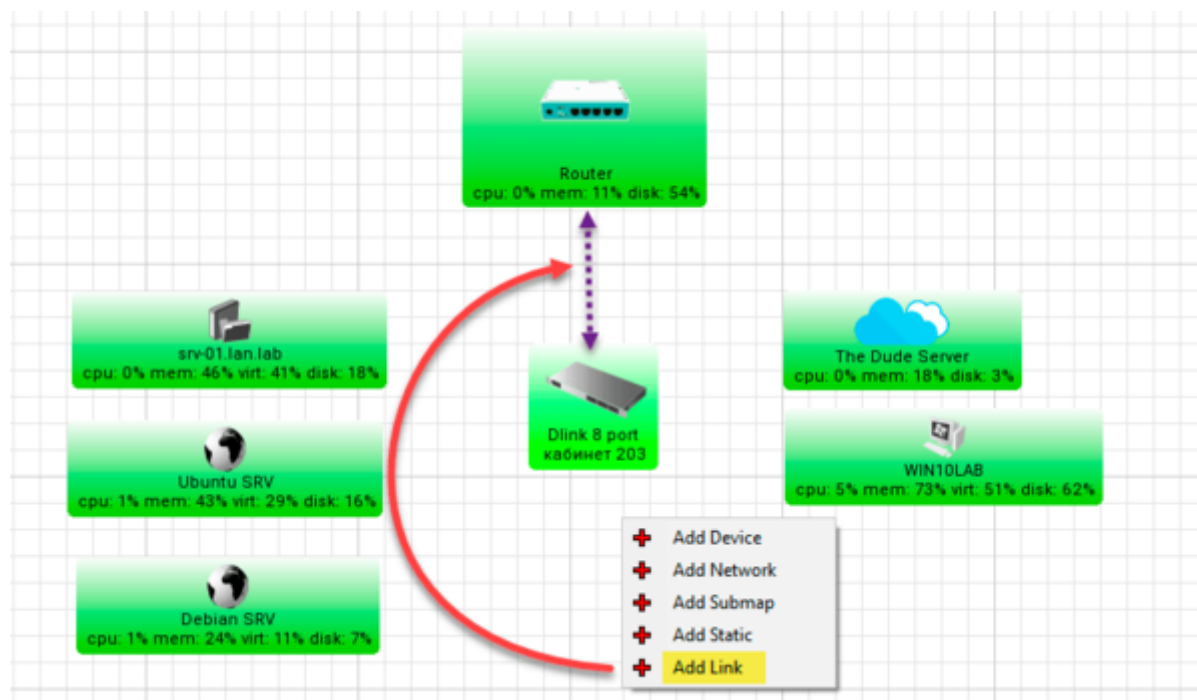 Router
cpu: 0% mem: 11% disk: 54%
srv-01.lan.lab
cpu: 0% mem: 46% virt: 41% disk: 18%
The Dude Server
cpu: 0% mem: 18% disk: 3%
Dlink 8 port
кабинет 203
Ubuntu SRV
cpu: 1% mem: 43% virt: 29% disk: 16%
WIN10LAB
cpu: 5% mem: 73% virt: 51% disk: 62%
Debian SRV
cpu: 1% mem: 24% virt: 11% disk: 7%
Add Device
Add Network
Add Submap
Add Static
Add Link